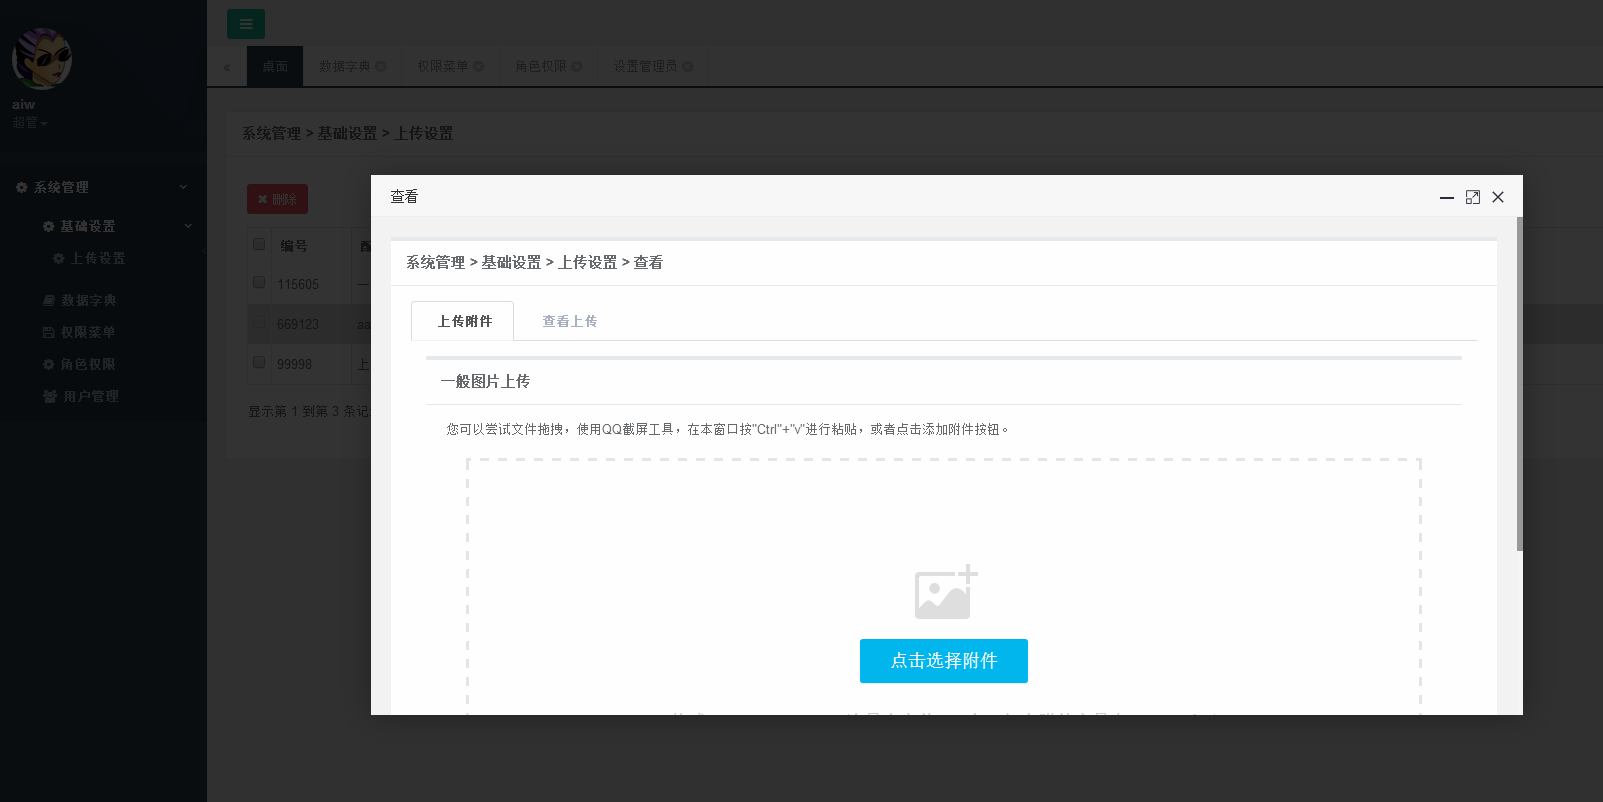 aiw
超管
系统管理
基础设置
上传设置
数据字典
权限菜单
角色权限
用户管理
« 桌面 数据字典 权限菜单 角色权限 设置管理员
系统管理 > 基础设置 > 上传设置
删除
编号
115605
669123
99998 上
显示第 1 到第 3 条记
查看
系统管理 > 基础设置 > 上传设置 > 查看
上传附件 查看上传
一般图片上传
您可以尝试文件拖拽，使用QQ截屏工具，在本窗口按"Ctrl"+"v"进行粘贴，或者点击添加附件按钮。
点击选择附件